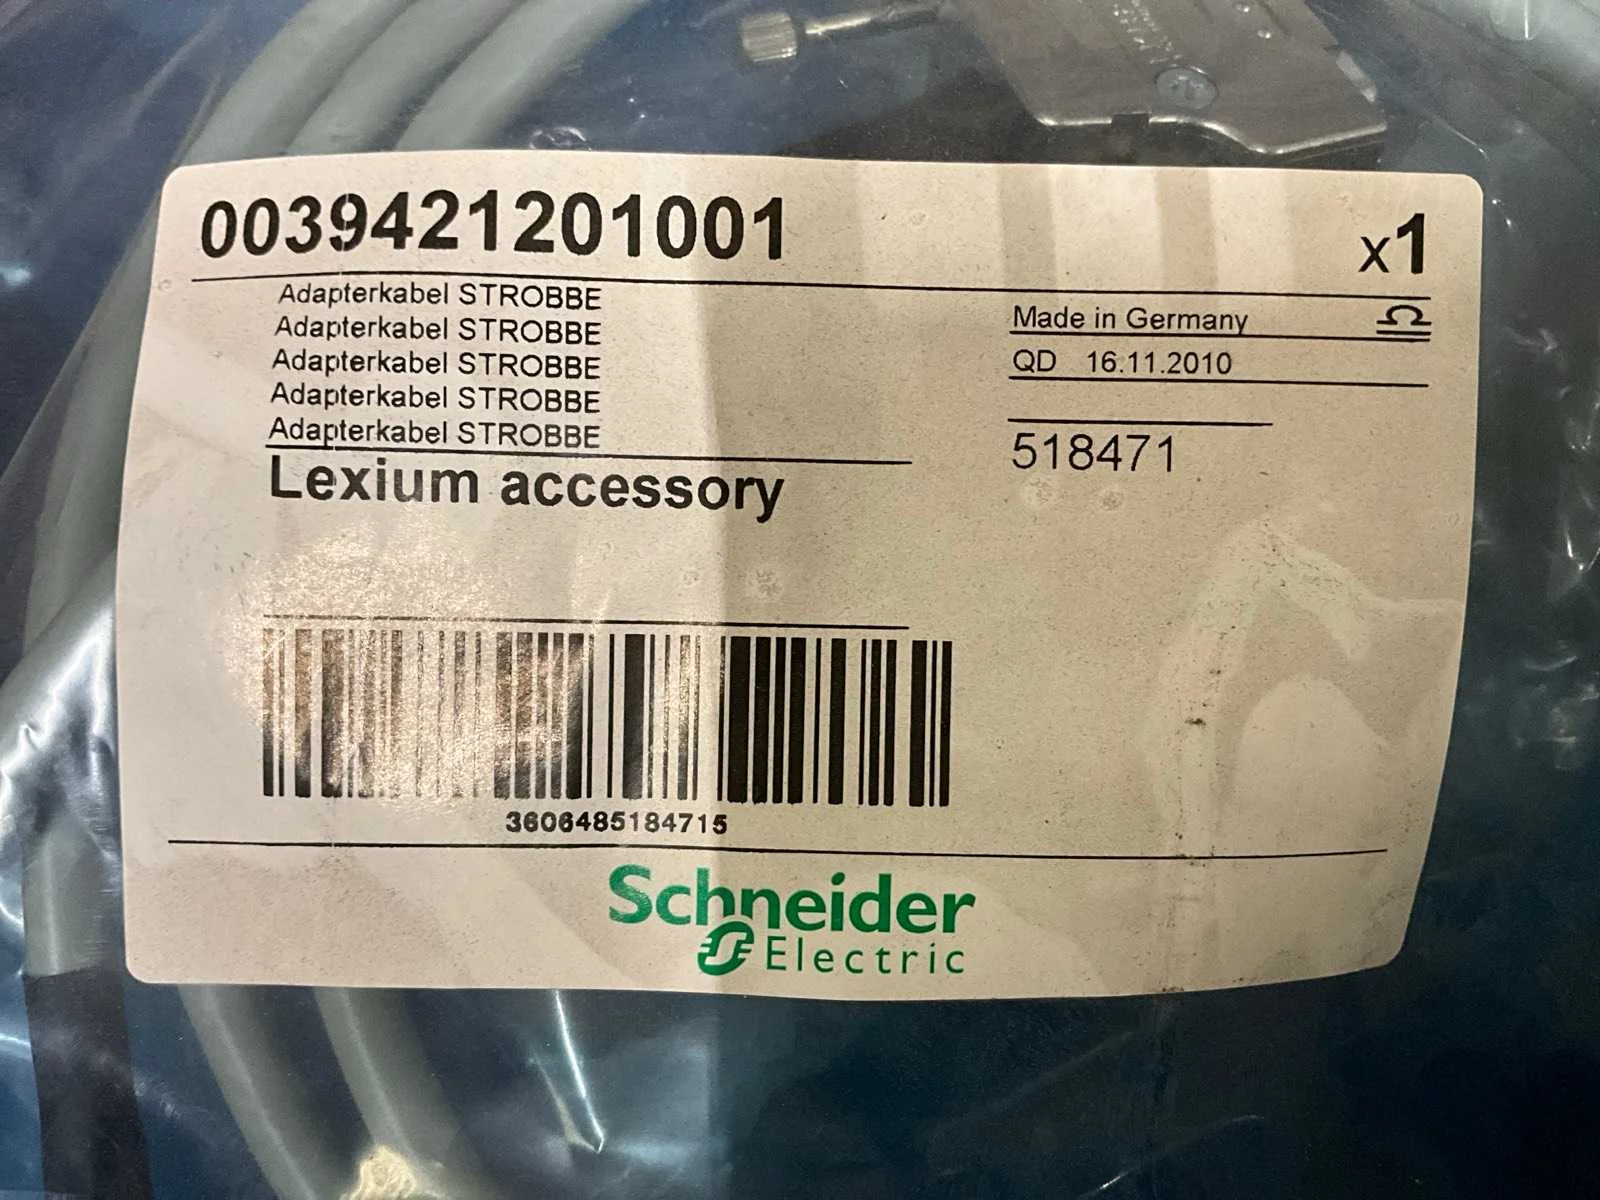 0039421201001
x1
Adapterkabel STROBBE
Adapterkabel STROBBE
Adapterkabel STROBBE
Adapterkabel STROBBE
Adapterkabel STROBBE
Lexium accessory
Made in Germany
QD 16.11.2010
518471
3606485184715
Schneider
Electric